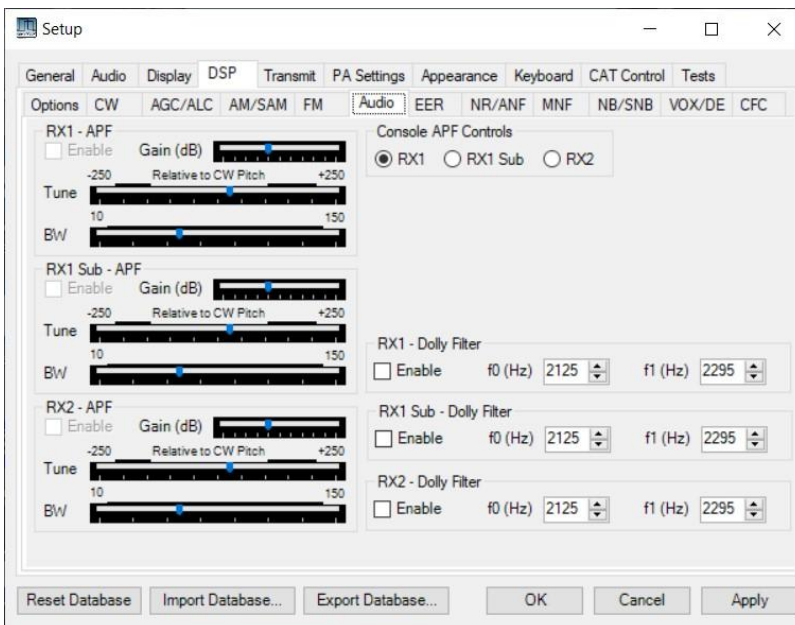 Setup
General Audio Display DSP Transmit PA Settings Appearance Keyboard CAT Control Tests
Options CW AGC/ALC AM/SAM FM Audio EER NR/ANF MNF NB/SNB VOX/DE CFC
RX1 - APF
Enable Gain (dB)
-250 Relative to CW Pitch +250
Tune
10 150
BW
RX1 Sub - APF
Enable Gain (dB)
-250 Relative to CW Pitch +250
Tune
10 150
BW
RX2 - APF
Enable Gain (dB)
-250 Relative to CW Pitch +250
Tune
10 150
BW
Console APF Controls
RX1 RX1 Sub RX2
RX1 - Dolly Filter
Enable f0 (Hz) 2125 f1 (Hz) 2295
RX1 Sub - Dolly Filter
Enable f0 (Hz) 2125 f1 (Hz) 2295
RX2 - Dolly Filter
Enable f0 (Hz) 2125 f1 (Hz) 2295
Reset Database Import Database... Export Database... OK Cancel Apply